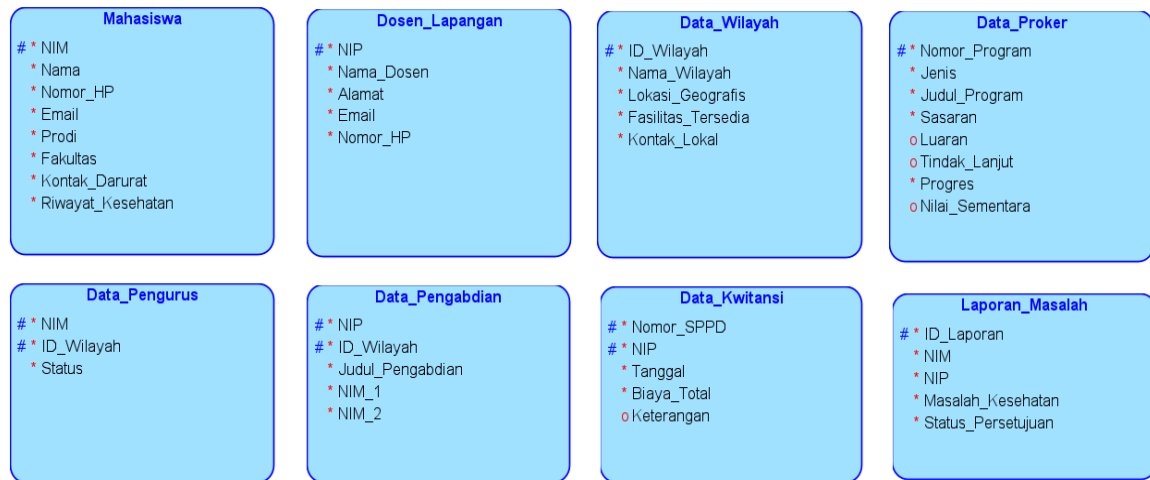 Mahasiswa
# * NIM
* Nama
* Nomor_HP
* Email
* Prodi
* Fakultas
* Kontak_Darurat
* Riwayat_Kesehatan
Dosen_Lapangan
# * NIP
* Nama_Dosen
* Alamat
* Email
* Nomor_HP
Data_Wilayah
# * ID_Wilayah
* Nama_Wilayah
* Lokasi_Geografis
* Fasilitas_Tersedia
* Kontak_Lokal
Data_Proker
# * Nomor_Program
* Jenis
* Judul_Program
* Sasaran
o Luaran
o Tindak_Lanjut
* Progres
o Nilai_Sementara
Data_Pengurus
# * NIM
# * ID_Wilayah
* Status
Data_Pengabdian
# * NIP
# * ID_Wilayah
* Judul_Pengabdian
* NIM_1
* NIM_2
Data_Kwitansi
# * Nomor_SPPD
# * NIP
* Tanggal
* Biaya_Total
o Keterangan
Laporan_Masalah
# * ID_Laporan
* NIM
* NIP
* Masalah_Kesehatan
* Status_Persetujuan